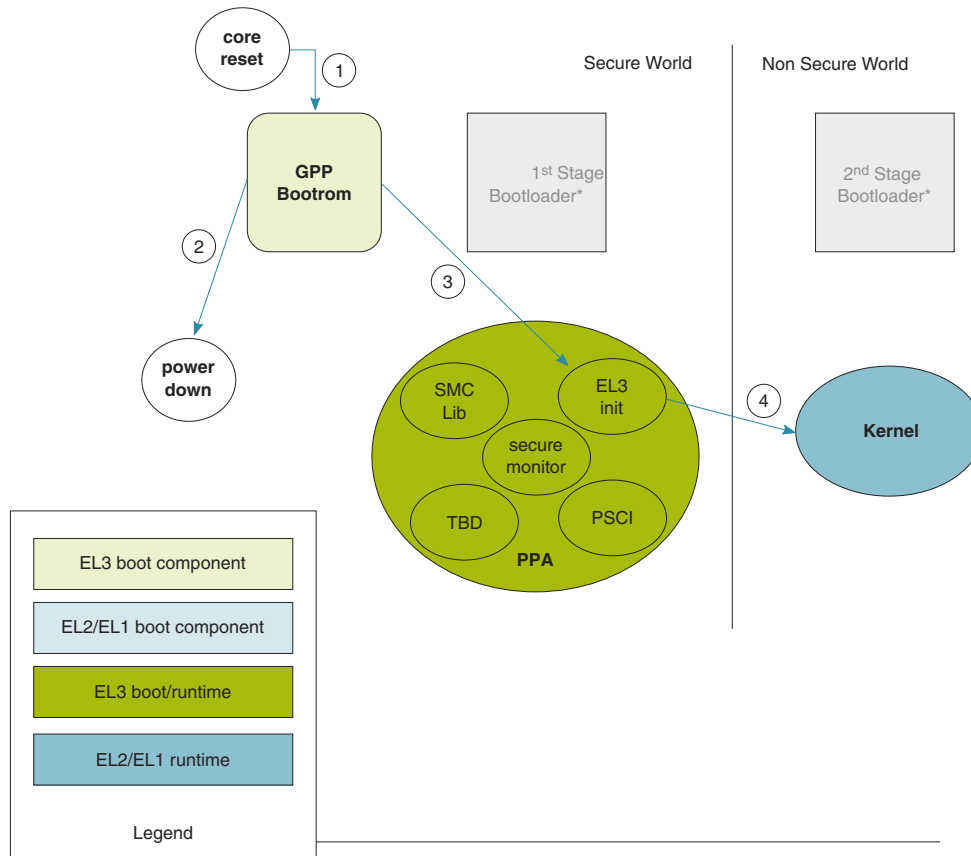 core
reset
1
Secure World
Non Secure World
GPP
Bootrom
1st Stage
Bootloader*
2nd Stage
Bootloader*
2
3
power
down
SMC
Lib
EL3
init
4
secure
monitor
Kernel
TBD
PSCI
PPA
EL3 boot component
EL2/EL1 boot component
EL3 boot/runtime
EL2/EL1 runtime
Legend